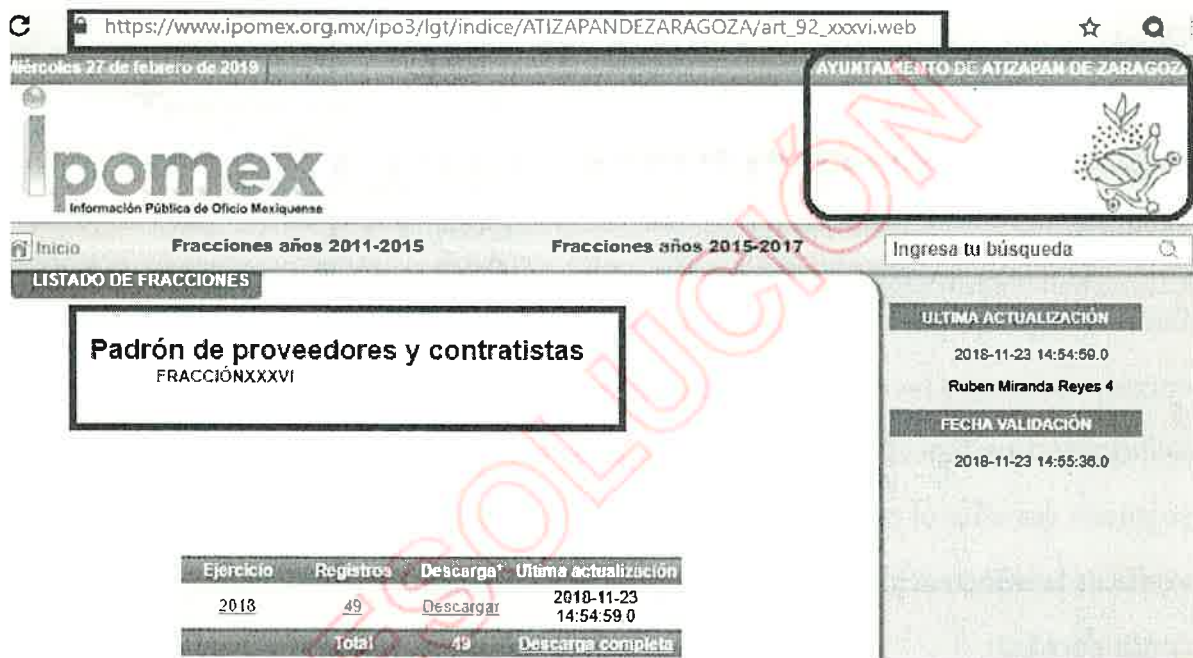 https://www.ipomex.org.mx/ipo3/lgt/indice/ATIZAPANDEZARAGOZA/art_92_xxxvi.web
Miércoles 27 de febrero de 2019
AYUNTAMIENTO DE ATIZAPAN DE ZARAGOZA
ipomex
Información Pública de Oficio Mexiquense
Inicio Fracciones años 2011-2015 Fracciones años 2015-2017 Ingresa tu búsqueda
LISTADO DE FRACCIONES
Padrón de proveedores y contratistas
FRACCIÓNXXXVI
ULTIMA ACTUALIZACIÓN
2018-11-23 14:54:59.0
Ruben Miranda Reyes 4
FECHA VALIDACIÓN
2018-11-23 14:55:36.0
Ejercicio Registros Descarga* Ultima actualización
2018 49 Descargar 2018-11-23
14:54:59.0
Total 49 Descarga completa
ESOLUCIÓN